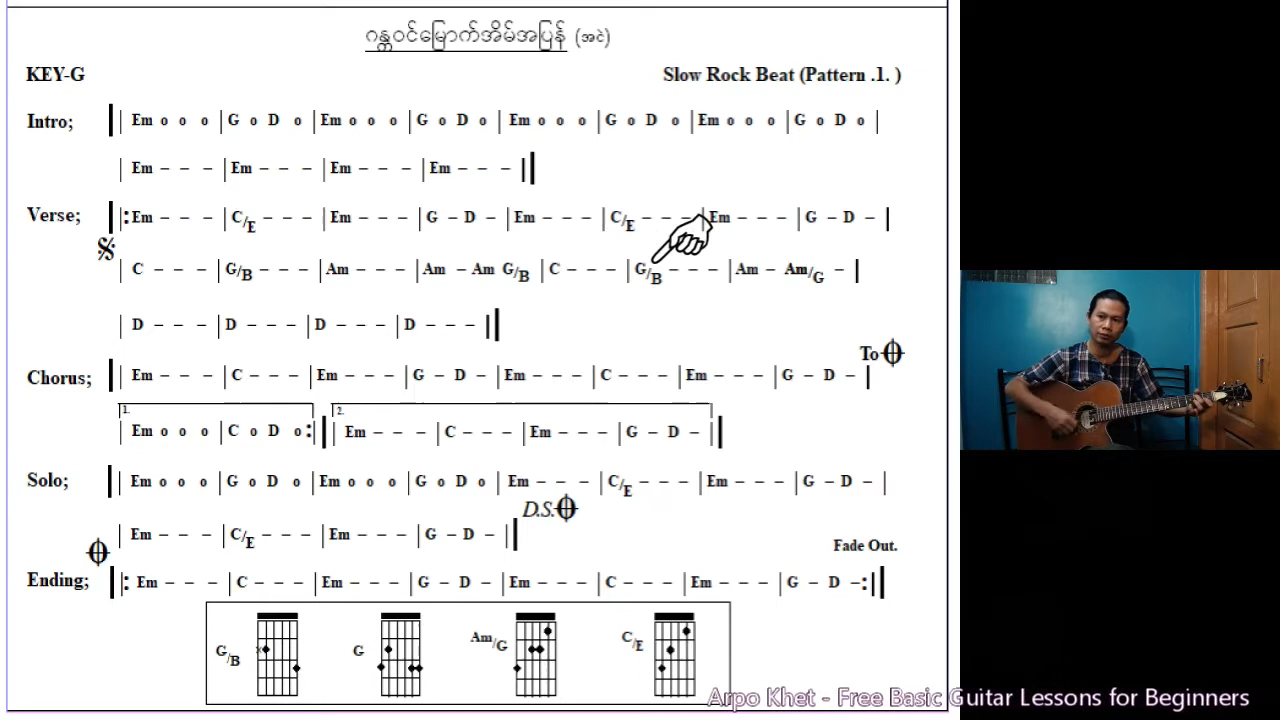 ဂန္တဝင်မြောက်အိမ်အပြန် (အငဲ)
KEY-G Slow Rock Beat (Pattern .1. )
Intro; | Em o o o | G o D o | Em o o o | G o D o | Em o o o | G o D o | Em o o o | G o D o |
| Em – – – | Em – – – | Em – – – | Em – – – ||
Verse; |: Em – – – | C/E – – – | Em – – – | G – D – | Em – – – | C/E – – – | Em – – – | G – D – |
| C – – – | G/B – – – | Am – – – | Am – Am G/B | C – – – | G/B – – – | Am – Am/G – |
| D – – – | D – – – | D – – – | D – – – ||
To
Chorus; | Em – – – | C – – – | Em – – – | G – D – | Em – – – | C – – – | Em – – – | G – D – |
1. 2.
| Em o o o | C o D o :|| Em – – – | C – – – | Em – – – | G – D – ||
Solo; | Em o o o | G o D o | Em o o o | G o D o | Em – – – | C/E – – – | Em – – – | G – D – |
D.S.
| Em – – – | C/E – – – | Em – – – | G – D – ||
Fade Out.
Ending; |: Em – – – | C – – – | Em – – – | G – D – | Em – – – | C – – – | Em – – – | G – D – :||
G/B G Am/G C/E
Arpo Khet - Free Basic Guitar Lessons for Beginners